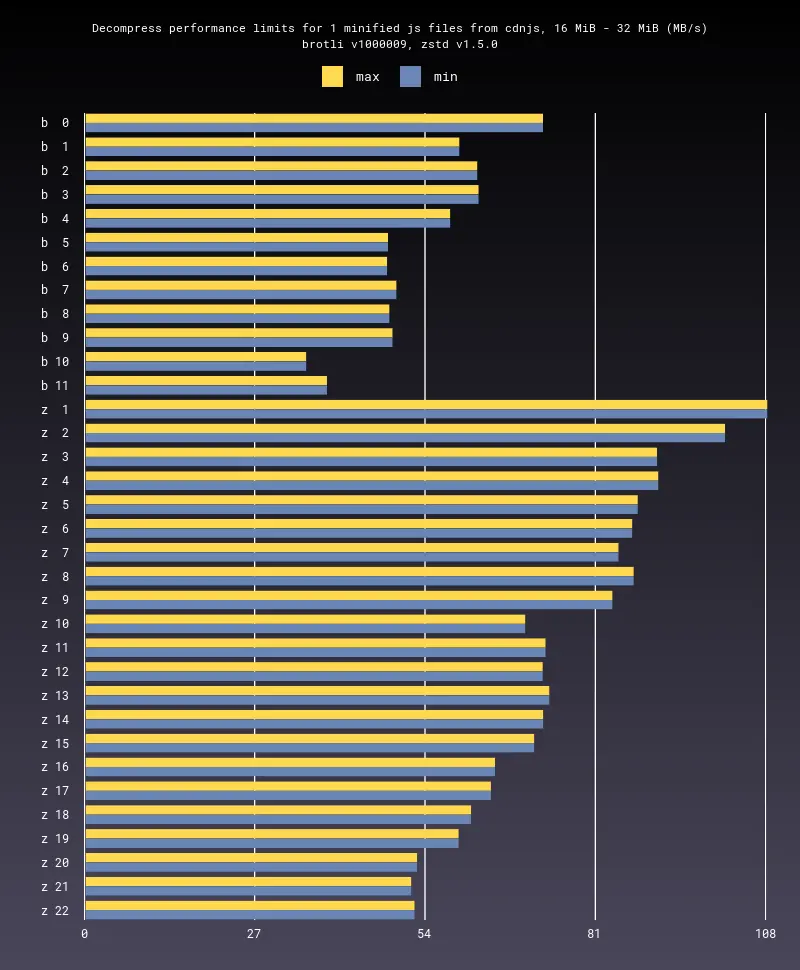 Decompress performance limits for 1 minified js files from cdnjs, 16 MiB - 32 MiB (MB/s)
brotli v1000009, zstd v1.5.0
max min
b 0
b 1
b 2
b 3
b 4
b 5
b 6
b 7
b 8
b 9
b 10
b 11
z 1
z 2
z 3
z 4
z 5
z 6
z 7
z 8
z 9
z 10
z 11
z 12
z 13
z 14
z 15
z 16
z 17
z 18
z 19
z 20
z 21
z 22
0 27 54 81 108